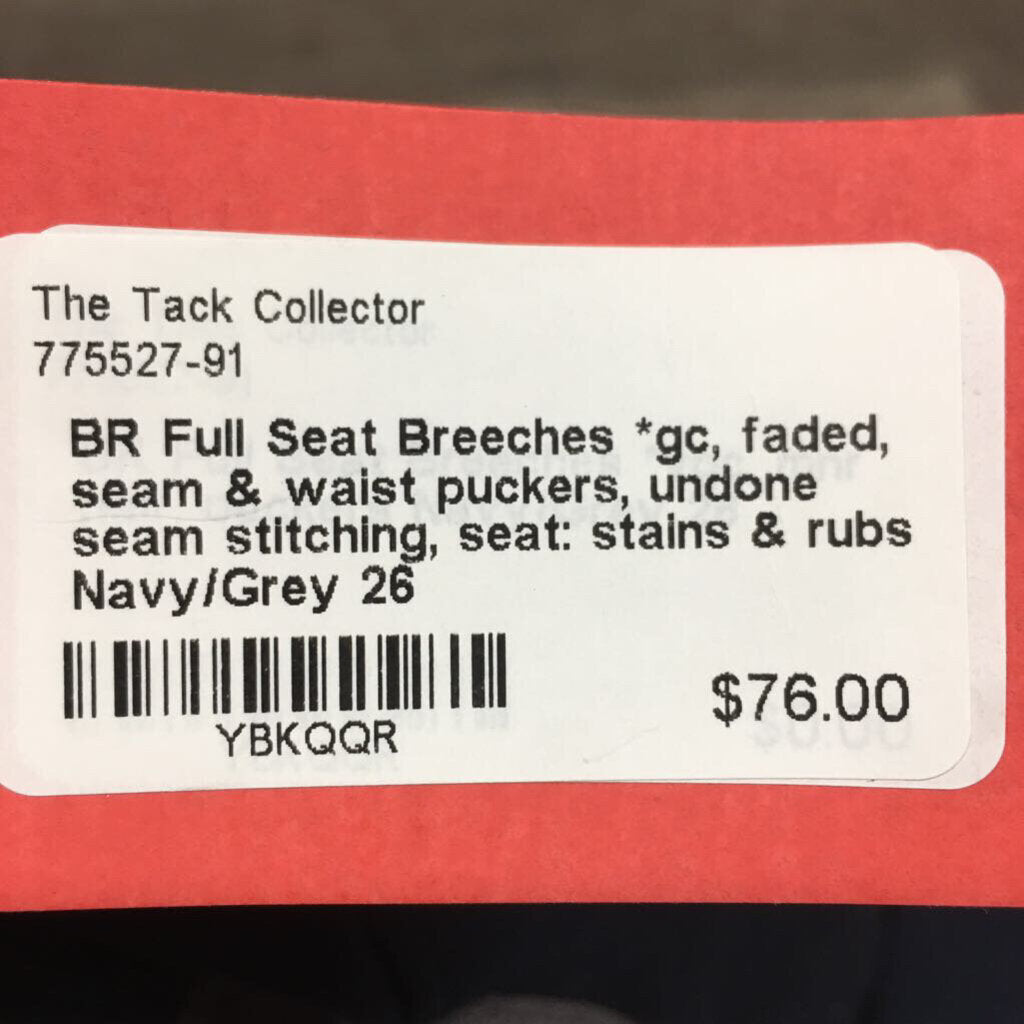 The Tack Collector
775527-91
BR Full Seat Breeches *gc, faded,
seam & waist puckers, undone
seam stitching, seat: stains & rubs
Navy/Grey 26
YBKQQR
$76.00